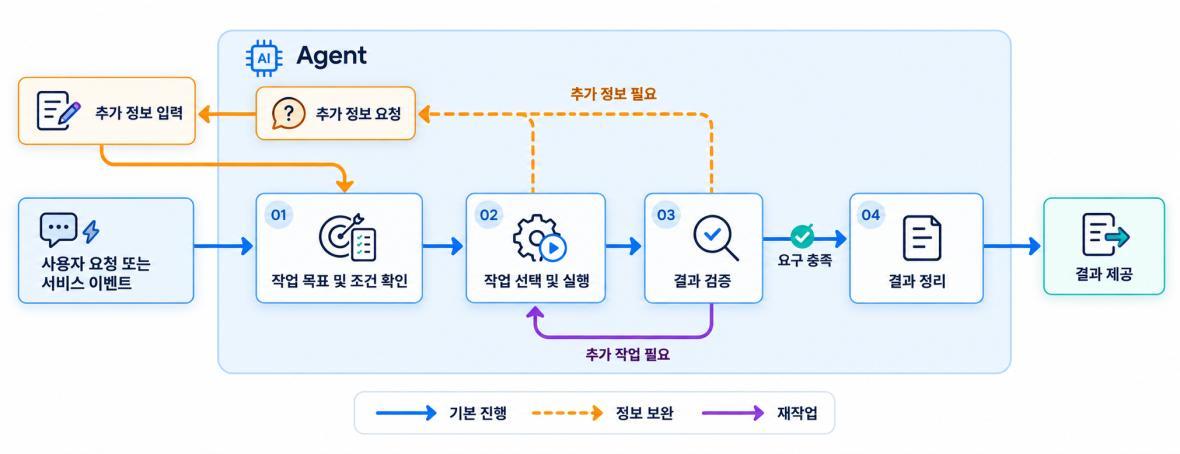 AI
Agent
추가 정보 필요
추가 정보 입력
?
추가 정보 요청
01
02
03
04
사용자 요청 또는
서비스 이벤트
작업 목표 및 조건 확인
작업 선택 및 실행
결과 검증
요구 충족
결과 정리
결과 제공
추가 작업 필요
기본 진행
정보 보완
재작업